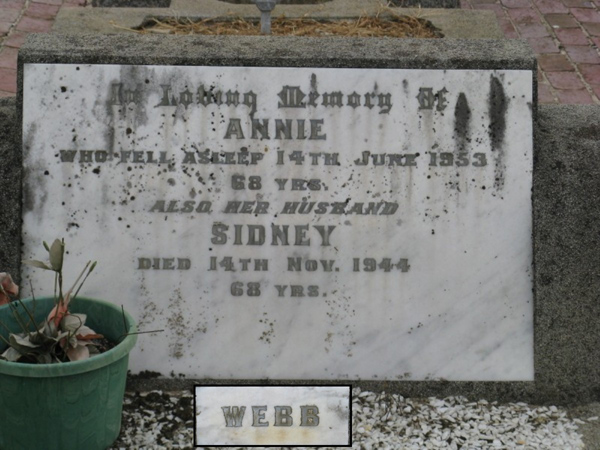 In Loving Memory Of
ANNIE
WHO FELL ASLEEP 14TH JUNE 1953
68 YRS.
ALSO HER HUSBAND
SIDNEY
DIED 14TH NOV. 1944
68 YRS.
WEBB